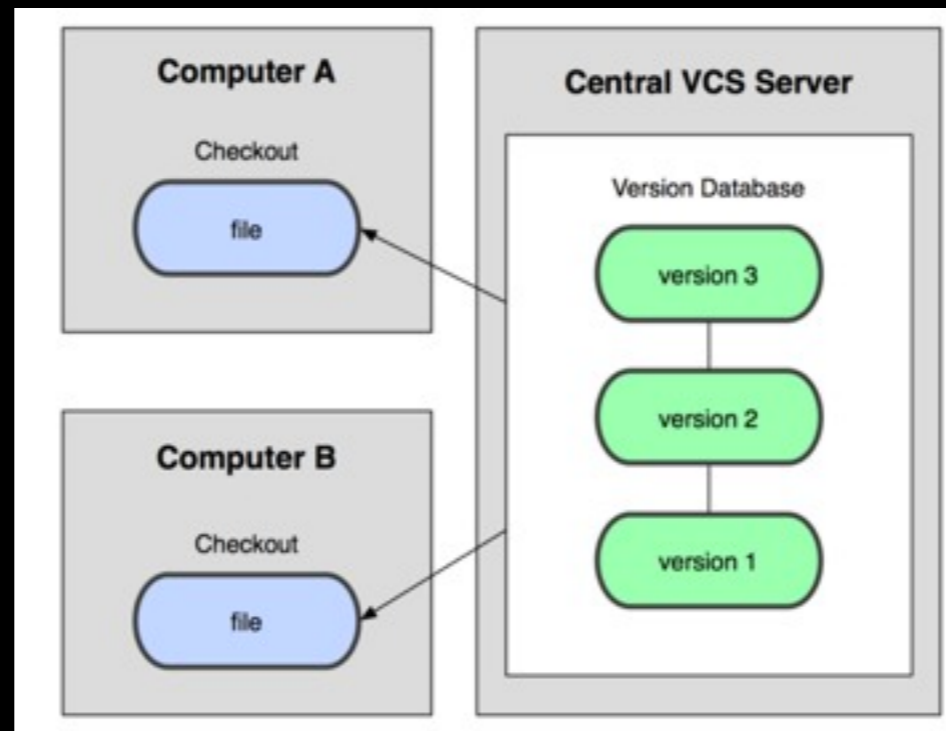 Computer A
Checkout
file
Computer B
Checkout
file
Central VCS Server
Version Database
version 3
version 2
version 1